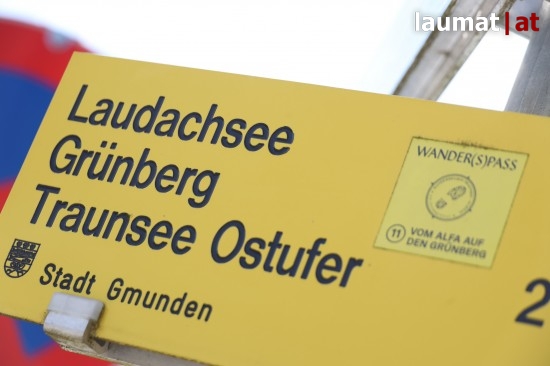 laumat|at
Laudachsee
Grünberg
Traunsee Ostufer
Stadt Gmunden
WANDER(S)PASS
11 VOM ALFA AUF
DEN GRÜNBERG
2